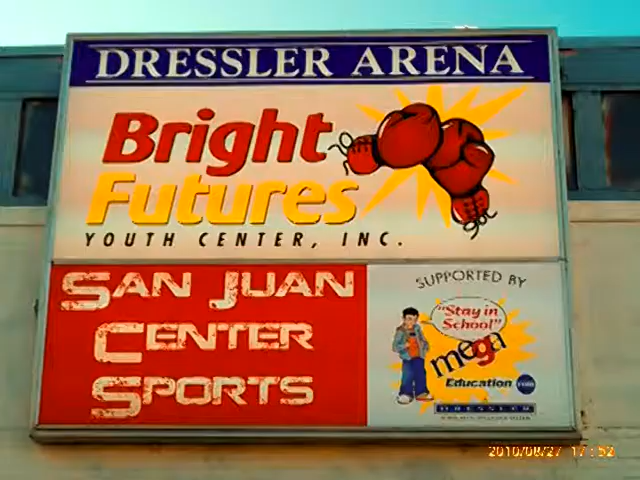 DRESSLER ARENA
Bright
Futures
YOUTH CENTER, INC.
SAN JUAN
CENTER
SPORTS
SUPPORTED BY
"Stay in
School!"
mega
Education
DRESSLER
2010/08/27 17:52